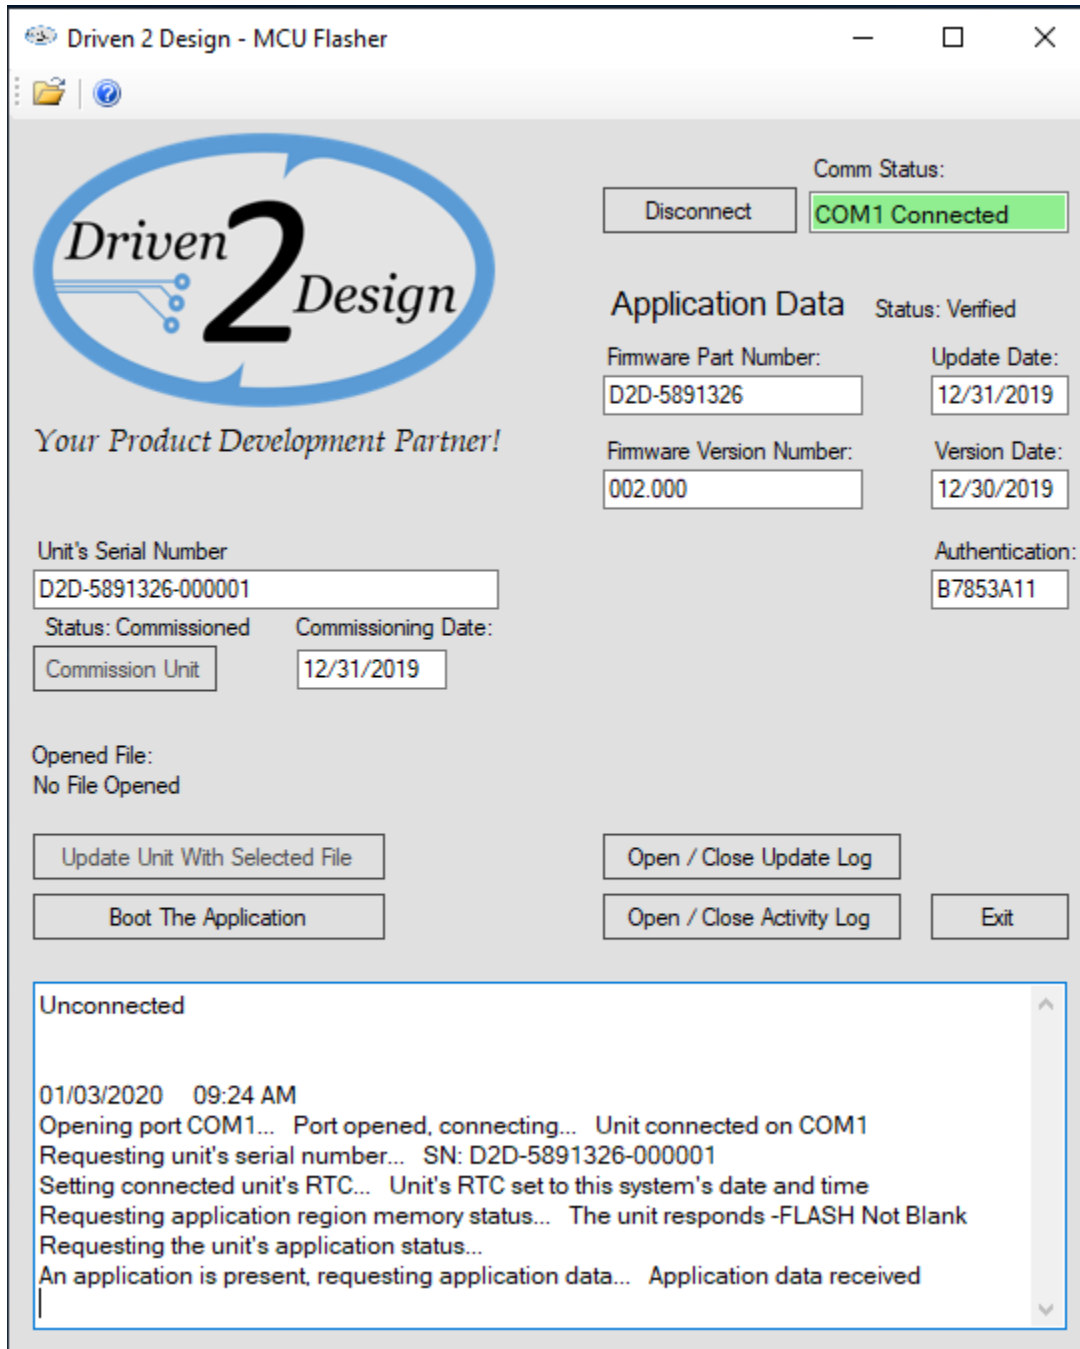 Driven 2 Design - MCU Flasher
Driven 2 Design
Your Product Development Partner!
Comm Status:
Disconnect
COM1 Connected
Application Data Status: Verified
Firmware Part Number: Update Date:
D2D-5891326 12/31/2019
Firmware Version Number: Version Date:
002.000 12/30/2019
Unit's Serial Number Authentication:
D2D-5891326-000001 B7853A11
Status: Commissioned Commissioning Date:
Commission Unit 12/31/2019
Opened File:
No File Opened
Update Unit With Selected File Open / Close Update Log
Boot The Application Open / Close Activity Log Exit
Unconnected
01/03/2020 09:24 AM
Opening port COM1... Port opened, connecting... Unit connected on COM1
Requesting unit's serial number... SN: D2D-5891326-000001
Setting connected unit's RTC... Unit's RTC set to this system's date and time
Requesting application region memory status... The unit responds -FLASH Not Blank
Requesting the unit's application status...
An application is present, requesting application data... Application data received